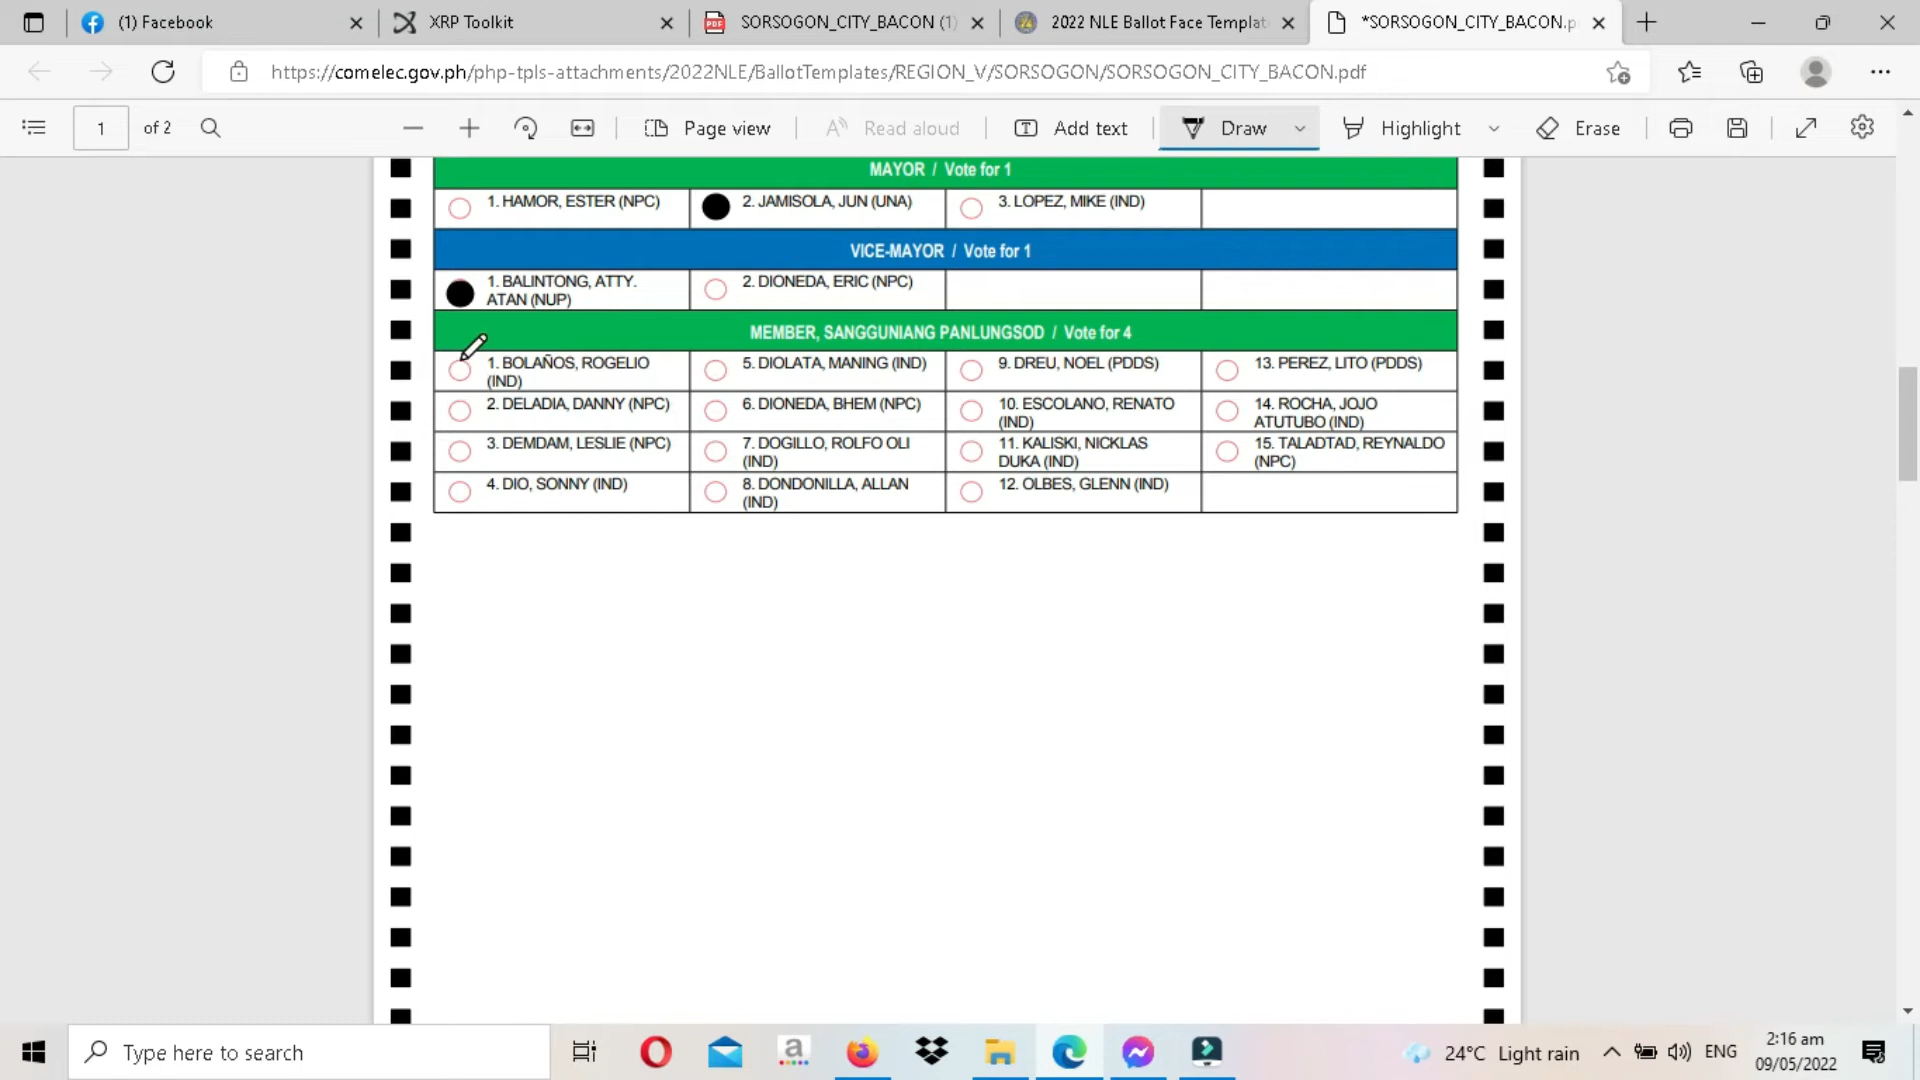 (1) Facebook
XRP Toolkit
SORSOGON_CITY_BACON (1)
2022 NLE Ballot Face Templat
*SORSOGON_CITY_BACON.p
https://comelec.gov.ph/php-tpls-attachments/2022NLE/BallotTemplates/REGION_V/SORSOGON/SORSOGON_CITY_BACON.pdf
1 of 2
Page view
Read aloud
Add text
Draw
Highlight
Erase
MAYOR / Vote for 1
1. HAMOR, ESTER (NPC)
2. JAMISOLA, JUN (UNA)
3. LOPEZ, MIKE (IND)
VICE-MAYOR / Vote for 1
1. BALINTONG, ATTY.
ATAN (NUP)
2. DIONEDA, ERIC (NPC)
MEMBER, SANGGUNIANG PANLUNGSOD / Vote for 4
1. BOLAÑOS, ROGELIO
(IND)
5. DIOLATA, MANING (IND)
9. DREU, NOEL (PDDS)
13. PEREZ, LITO (PDDS)
2. DELADIA, DANNY (NPC)
6. DIONEDA, BHEM (NPC)
10. ESCOLANO, RENATO
(IND)
14. ROCHA, JOJO
ATUTUBO (IND)
3. DEMDAM, LESLIE (NPC)
7. DOGILLO, ROLFO OLI
(IND)
11. KALISKI, NICKLAS
DUKA (IND)
15. TALADTAD, REYNALDO
(NPC)
4. DIO, SONNY (IND)
8. DONDONILLA, ALLAN
(IND)
12. OLBES, GLENN (IND)
Type here to search
24°C Light rain
ENG
2:16 am
09/05/2022